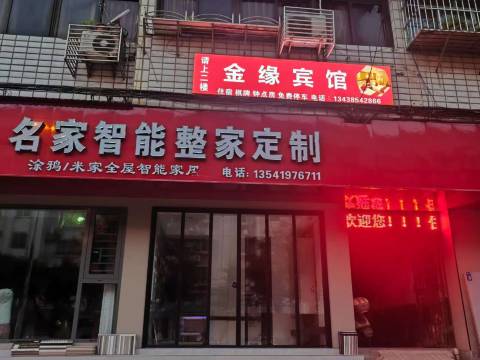 请上二楼
金缘宾馆
住宿 棋牌 钟点房 免费停车 电话：13438542886
名家智能整家定制
涂鸦/米家全屋智能家居 电话：13541976711
欢迎您！！！